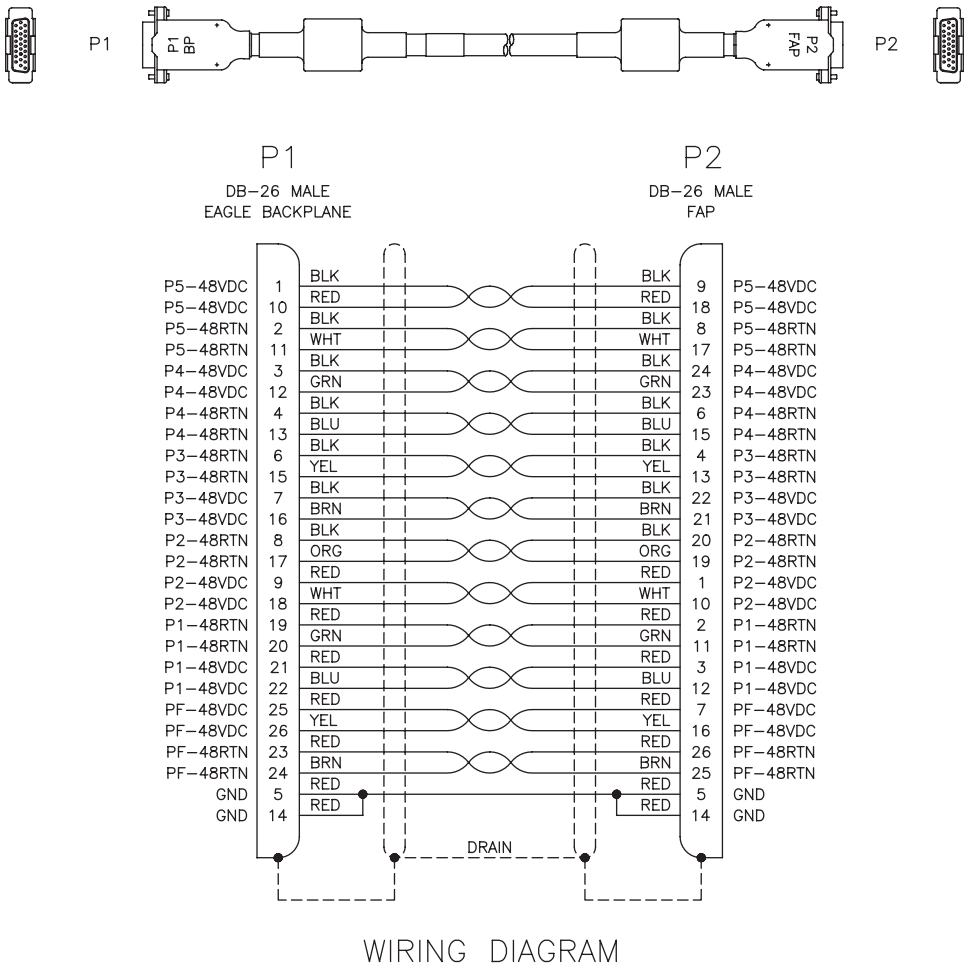 P1
P1
BP
P2
FAP
P2
P1 P2
DB-26 MALE DB-26 MALE
EAGLE BACKPLANE FAP
P5-48VDC 1 BLK BLK 9 P5-48VDC
P5-48VDC 10 RED RED 18 P5-48VDC
P5-48RTN 2 BLK BLK 8 P5-48RTN
P5-48RTN 11 WHT WHT 17 P5-48RTN
P4-48VDC 3 BLK BLK 24 P4-48VDC
P4-48VDC 12 GRN GRN 23 P4-48VDC
P4-48RTN 4 BLK BLK 6 P4-48RTN
P4-48RTN 13 BLU BLU 15 P4-48RTN
P3-48RTN 6 BLK BLK 4 P3-48RTN
P3-48RTN 15 YEL YEL 13 P3-48RTN
P3-48VDC 7 BLK BLK 22 P3-48VDC
P3-48VDC 16 BRN BRN 21 P3-48VDC
P2-48RTN 8 BLK BLK 20 P2-48RTN
P2-48RTN 17 ORG ORG 19 P2-48RTN
P2-48VDC 9 RED RED 1 P2-48VDC
P2-48VDC 18 WHT WHT 10 P2-48VDC
P1-48RTN 19 RED RED 2 P1-48RTN
P1-48RTN 20 GRN GRN 11 P1-48RTN
P1-48VDC 21 RED RED 3 P1-48VDC
P1-48VDC 22 BLU BLU 12 P1-48VDC
PF-48VDC 25 RED RED 7 PF-48VDC
PF-48VDC 26 YEL YEL 16 PF-48VDC
PF-48RTN 23 RED RED 26 PF-48RTN
PF-48RTN 24 BRN BRN 25 PF-48RTN
GND 5 RED RED 5 GND
GND 14 RED RED 14 GND
DRAIN
WIRING DIAGRAM